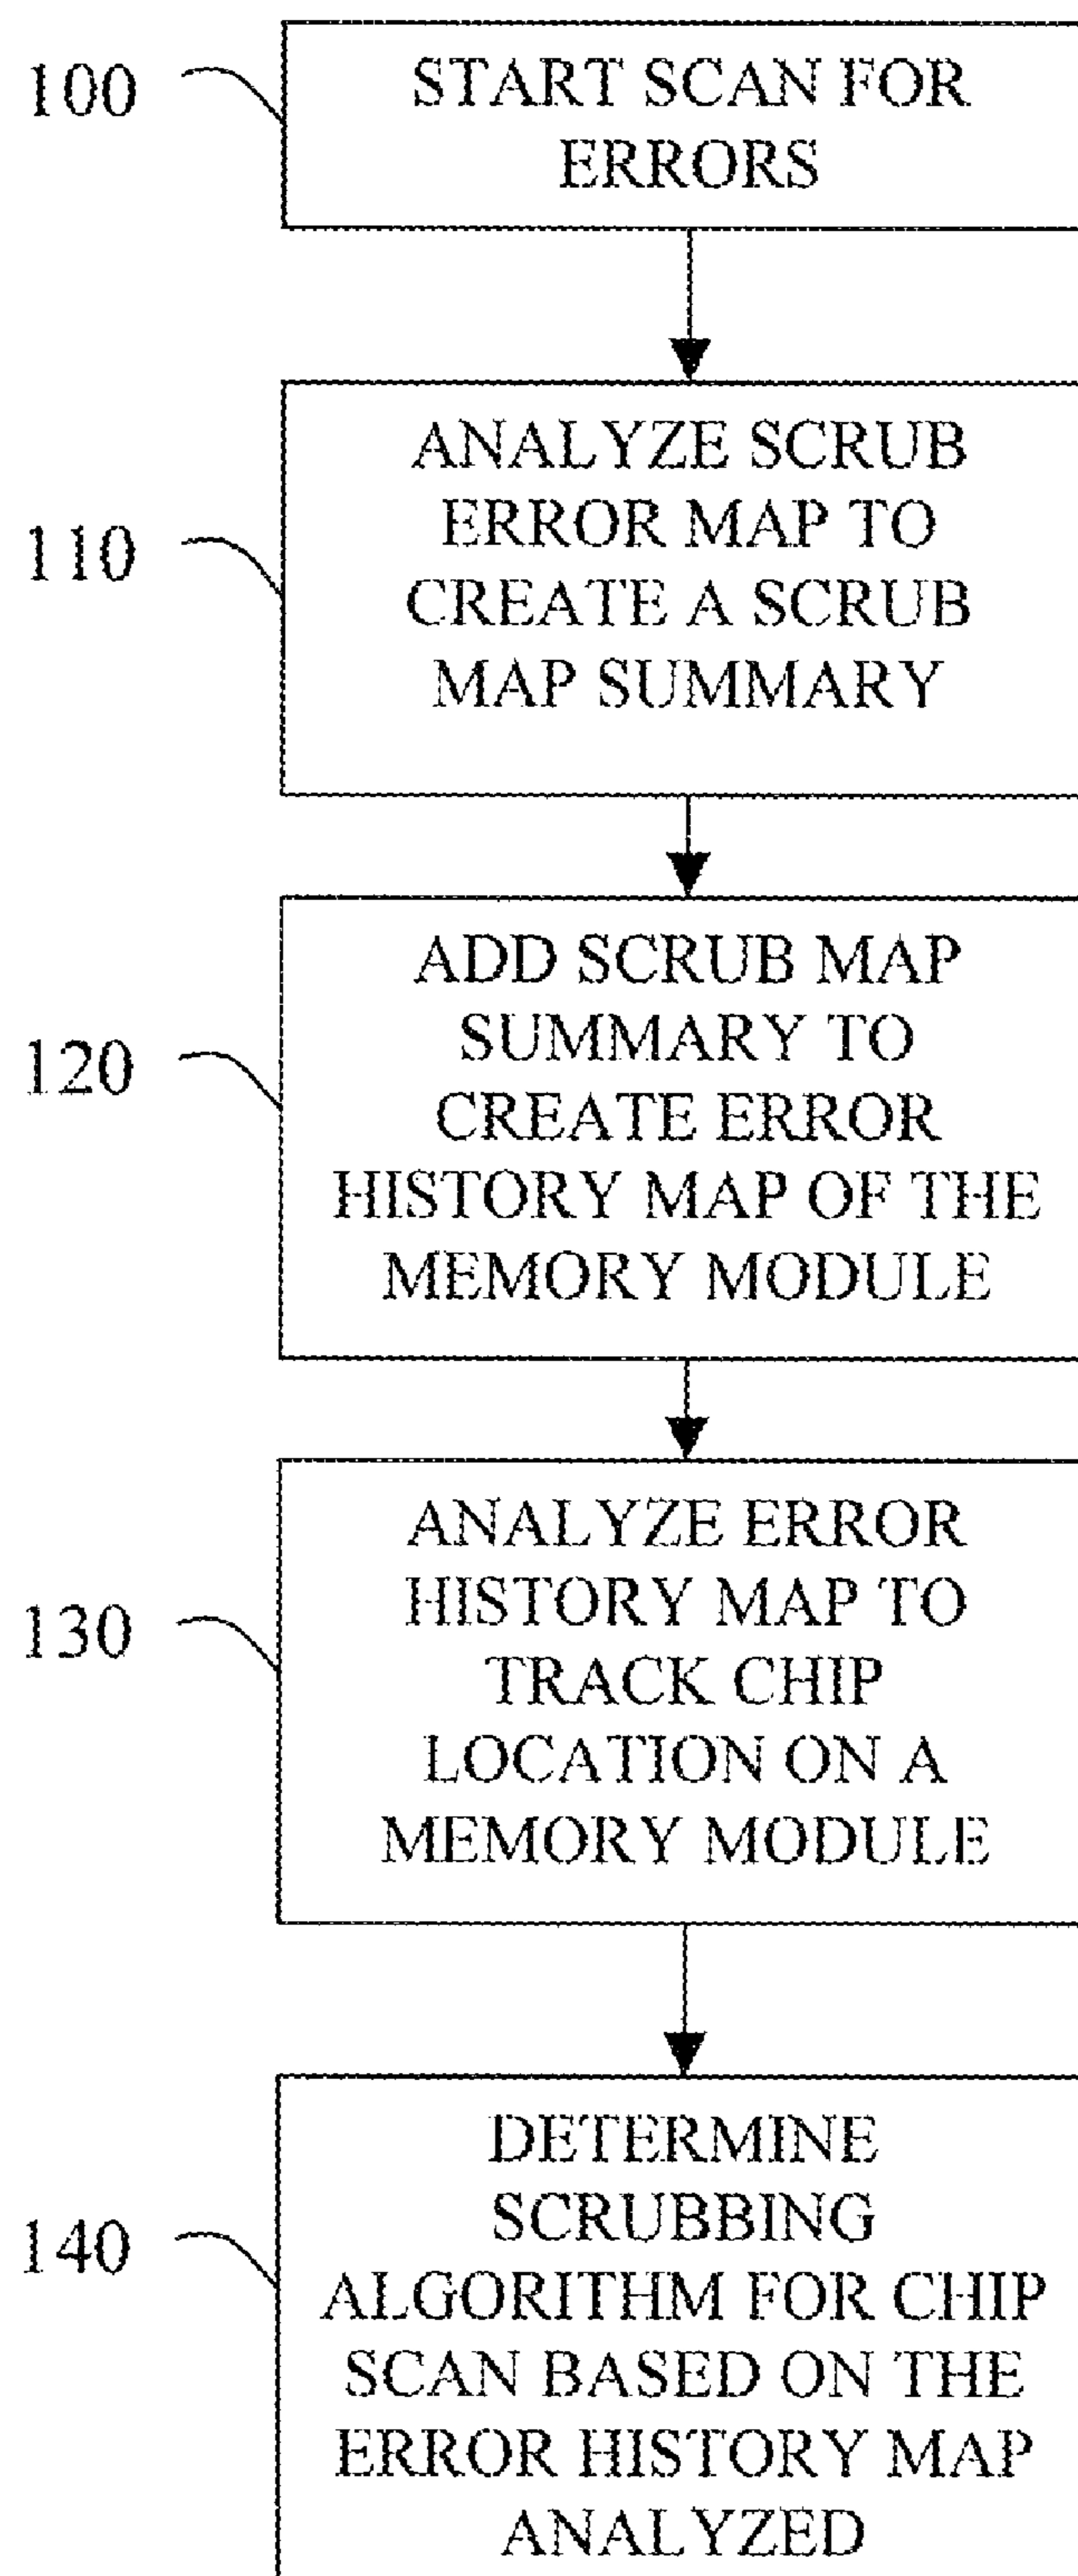 100
START SCAN FOR
ERRORS
110
ANALYZE SCRUB
ERROR MAP TO
CREATE A SCRUB
MAP SUMMARY
120
ADD SCRUB MAP
SUMMARY TO
CREATE ERROR
HISTORY MAP OF THE
MEMORY MODULE
130
ANALYZE ERROR
HISTORY MAP TO
TRACK CHIP
LOCATION ON A
MEMORY MODULE
140
DETERMINE
SCRUBBING
ALGORITHM FOR CHIP
SCAN BASED ON THE
ERROR HISTORY MAP
ANALYZED